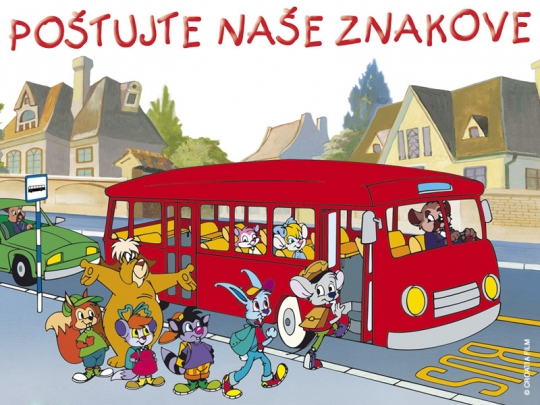 POŠTUJTE NAŠE ZNAKOVE
BUS
© CROATIA FILM